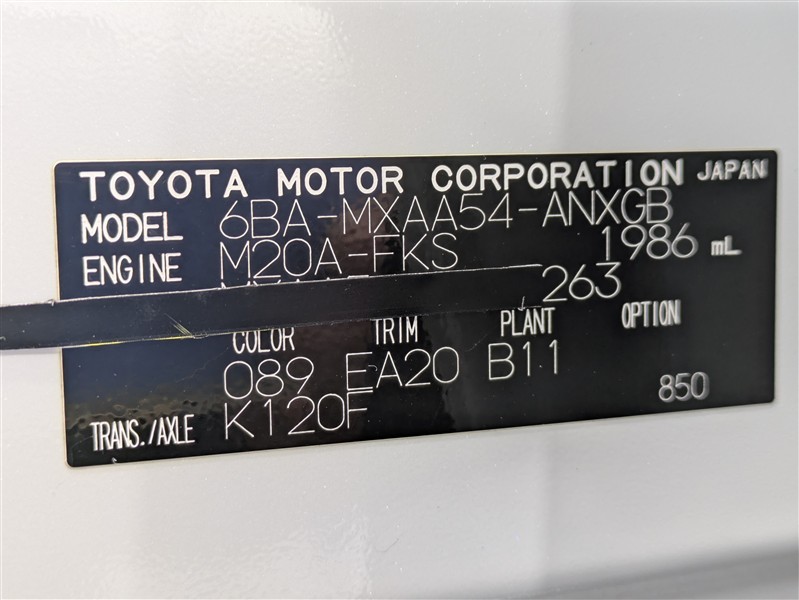 TOYOTA MOTOR CORPORATION JAPAN
MODEL 6BA-MXAA54-ANXGB
ENGINE M20A-FKS 1986 mL
263
COLOR TRIM PLANT OPTION
089 EA20 B11
TRANS./AXLE K120F 850